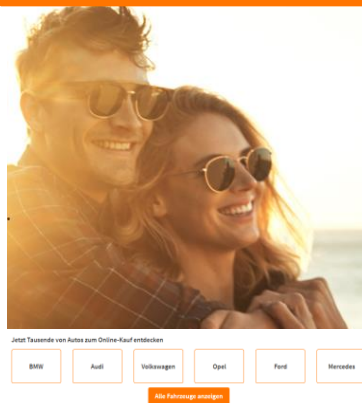 Jetzt Tausende von Autos zum Online-Kauf entdecken
BMW
Audi
Volkswagen
Opel
Ford
Mercedes
Alle Fahrzeuge anzeigen